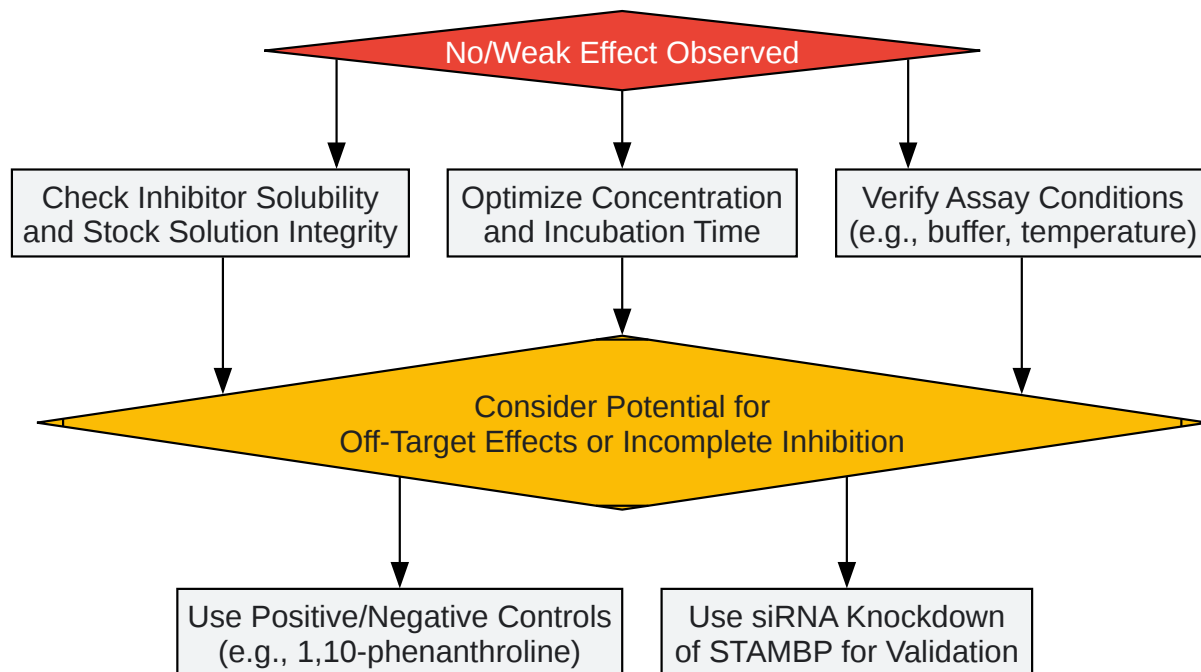 No/Weak Effect Observed
Check Inhibitor Solubility
and Stock Solution Integrity
Optimize Concentration
and Incubation Time
Verify Assay Conditions
(e.g., buffer, temperature)
Consider Potential for
Off-Target Effects or Incomplete Inhibition
Use Positive/Negative Controls
(e.g., 1,10-phenanthroline)
Use siRNA Knockdown
of STAMBP for Validation